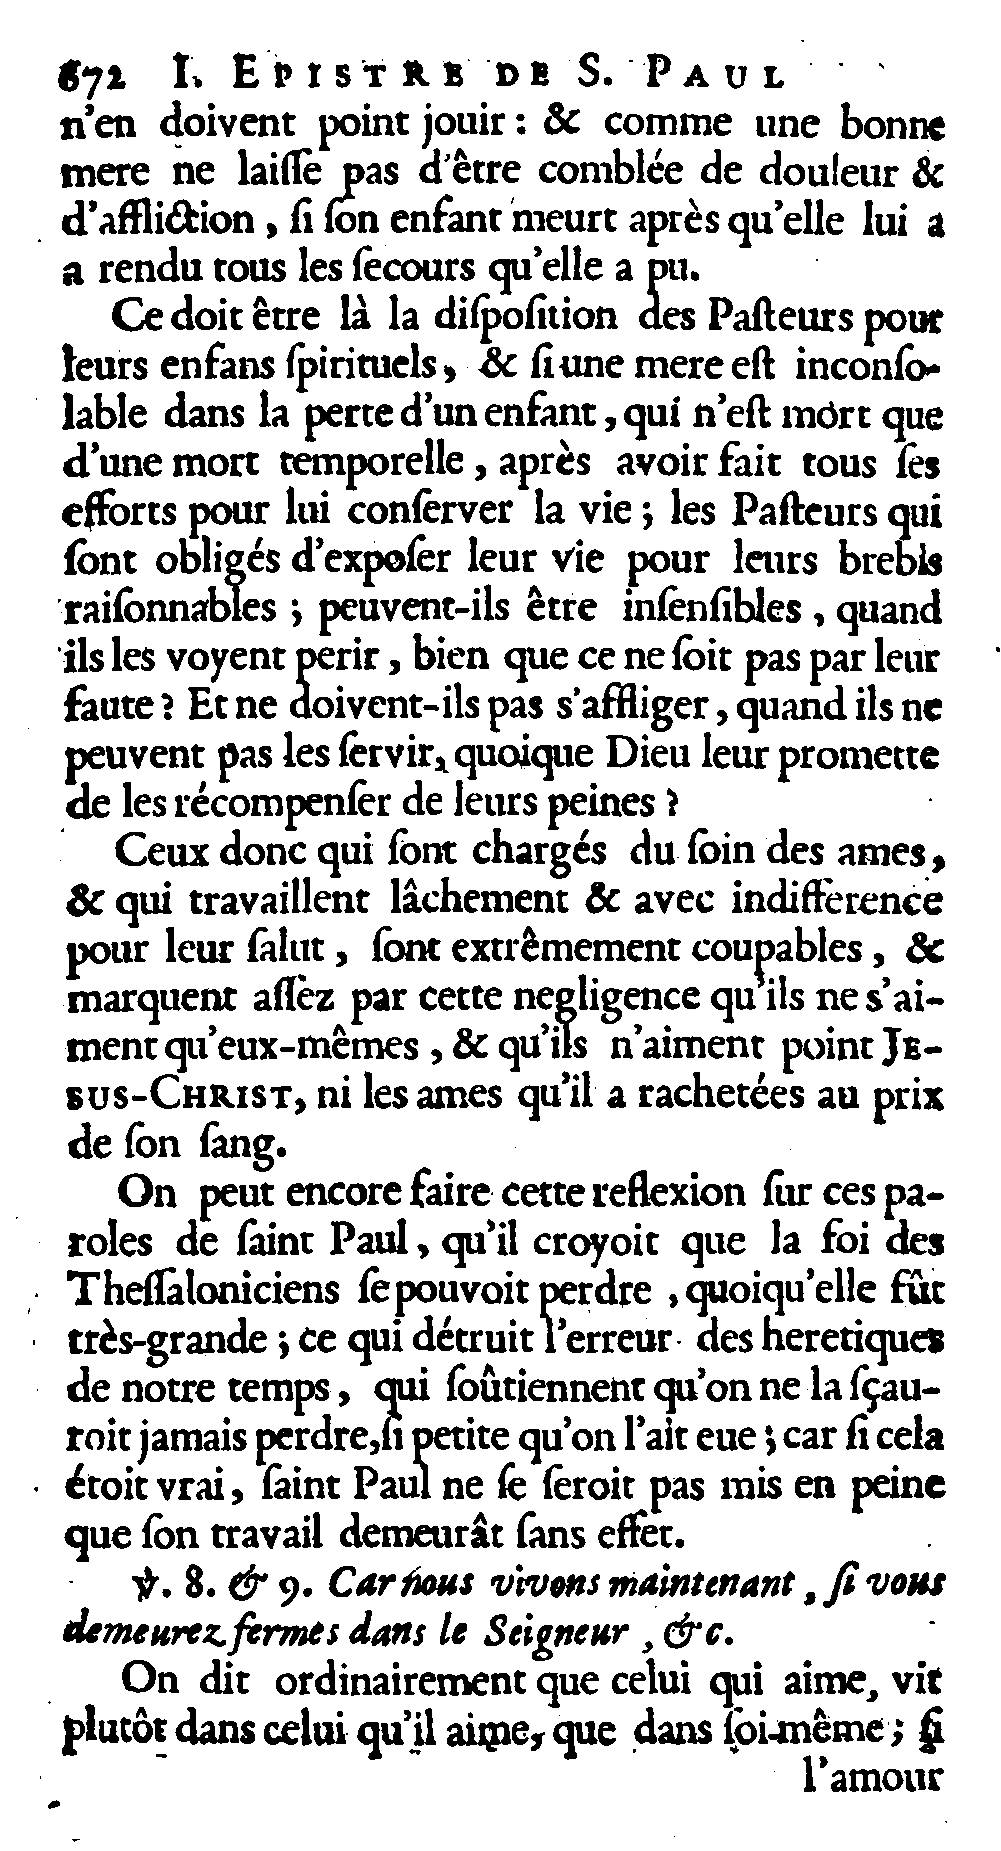 672 I. EPISTRE DE S. PAUL
n'en doivent point jouir : & comme une bonne
mere ne laiſſe pas d'être comblée de douleur &
d'affliction, ſi ſon enfant meurt après qu'elle lui a
a rendu tous les ſecours qu'elle a pu.
Ce doit être là la diſpoſition des Paſteurs pour
leurs enfans ſpirituels, & ſi une mere eſt inconſo-
lable dans la perte d'un enfant, qui n'eſt mort que
d'une mort temporelle, après avoir fait tous ſes
efforts pour lui conſerver la vie ; les Paſteurs qui
ſont obligés d'expoſer leur vie pour leurs brebis
raiſonnables ; peuvent-ils être inſenſibles, quand
ils les voyent perir, bien que ce ne ſoit pas par leur
faute ? Et ne doivent-ils pas s'affliger, quand ils ne
peuvent pas les ſervir, quoique Dieu leur promette
de les récompenſer de leurs peines ?
Ceux donc qui ſont chargés du ſoin des ames,
& qui travaillent lâchement & avec indifference
pour leur ſalut, ſont extrêmement coupables, &
marquent aſſez par cette negligence qu'ils ne s'ai-
ment qu'eux-mêmes, & qu'ils n'aiment point JE-
SUS-CHRIST, ni les ames qu'il a rachetées au prix
de ſon ſang.
On peut encore faire cette reflexion ſur ces pa-
roles de ſaint Paul, qu'il croyoit que la foi des
Theſſaloniciens ſe pouvoit perdre, quoiqu'elle fût
très-grande ; ce qui détruit l'erreur des heretiques
de notre temps, qui ſoûtiennent qu'on ne la ſçau-
roit jamais perdre, ſi petite qu'on l'ait eue ; car ſi cela
étoit vrai, ſaint Paul ne ſe ſeroit pas mis en peine
que ſon travail demeurât ſans effet.
℣. 8. & 9. Car nous vivons maintenant, ſi vous
demeurez fermes dans le Seigneur, &c.
On dit ordinairement que celui qui aime, vit
plutôt dans celui qu'il aime, que dans ſoi-même ; ſi
l'amour